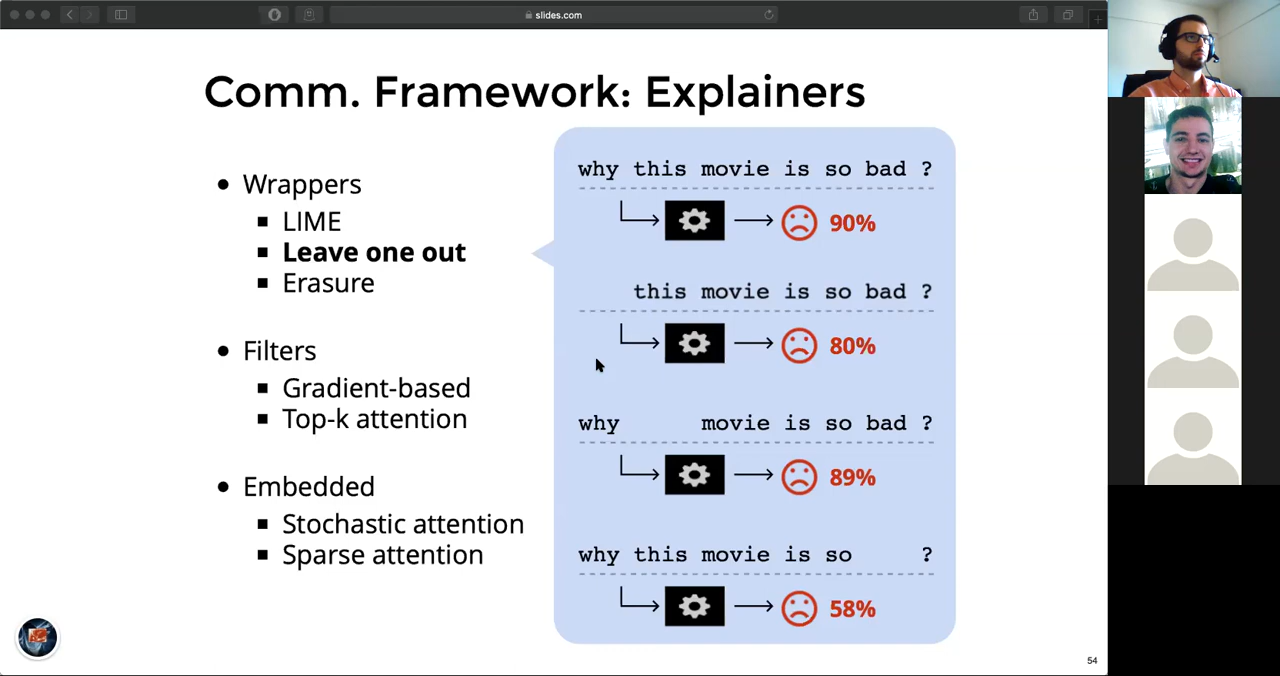 slides.com
Comm. Framework: Explainers
Wrappers
LIME
Leave one out
Erasure
Filters
Gradient-based
Top-k attention
Embedded
Stochastic attention
Sparse attention
why this movie is so bad ?
90%
this movie is so bad ?
80%
why movie is so bad ?
89%
why this movie is so ?
58%
54